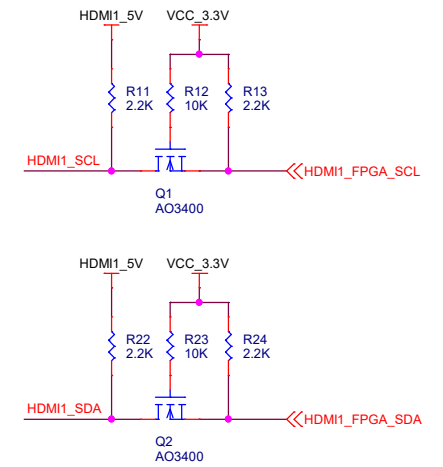 HDMI1_5V VCC_3.3V
R11 R12 R13
2.2K 10K 2.2K
HDMI1_SCL HDMI1_FPGA_SCL
Q1
AO3400
HDMI1_5V VCC_3.3V
R22 R23 R24
2.2K 10K 2.2K
HDMI1_SDA HDMI1_FPGA_SDA
Q2
AO3400